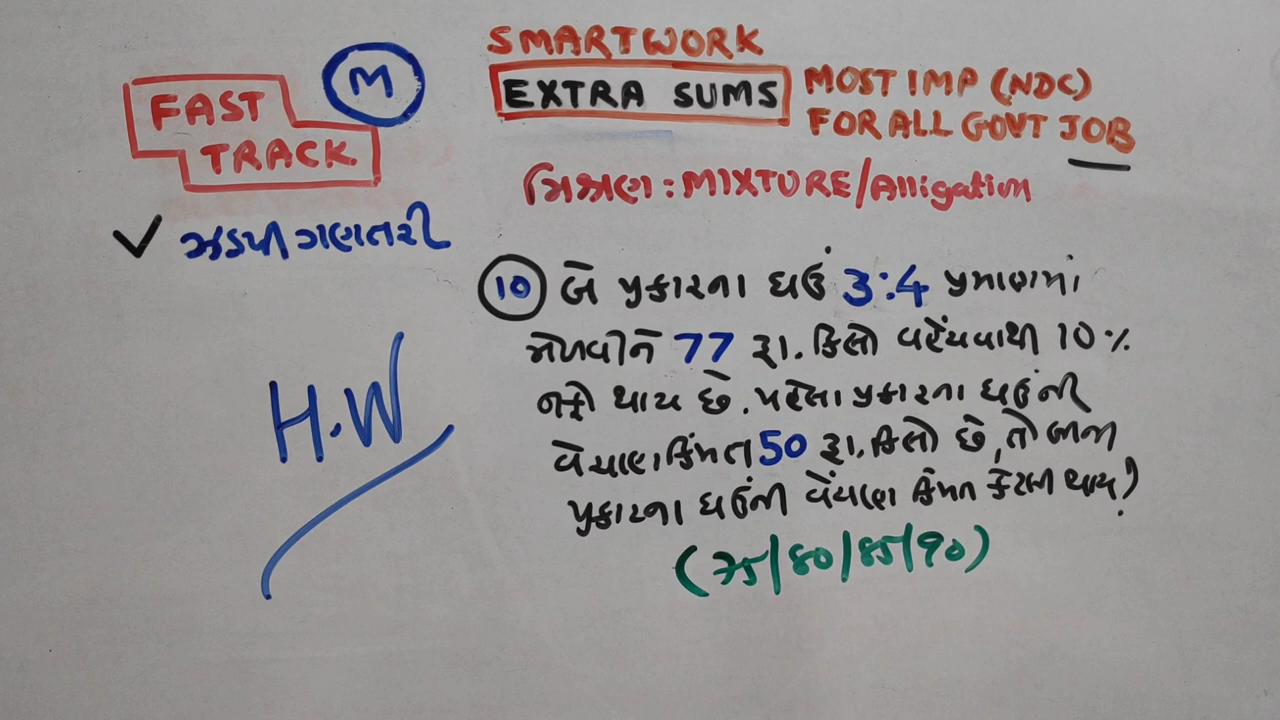 FAST
TRACK
M
✓ ઝડપી ગણતરી
H.W
SMARTWORK
EXTRA SUMS
MOST IMP (NDC)
FOR ALL GOVT JOB
મિશ્રણ : MIXTURE/Alligation
10 બે પ્રકારના ઘઉં 3:4 પ્રમાણમાં
મેળવીને 77 રૂા. કિલો વહેંચવાથી 10%
નફો થાય છે. પહેલા પ્રકારના ઘઉંની
વેચાણ કિંમત 50 રૂા. કિલો છે, તો બીજા
પ્રકારના ઘઉંની વેંચાણ કિંમત કેટલી થાય?
(75/80/85/90)